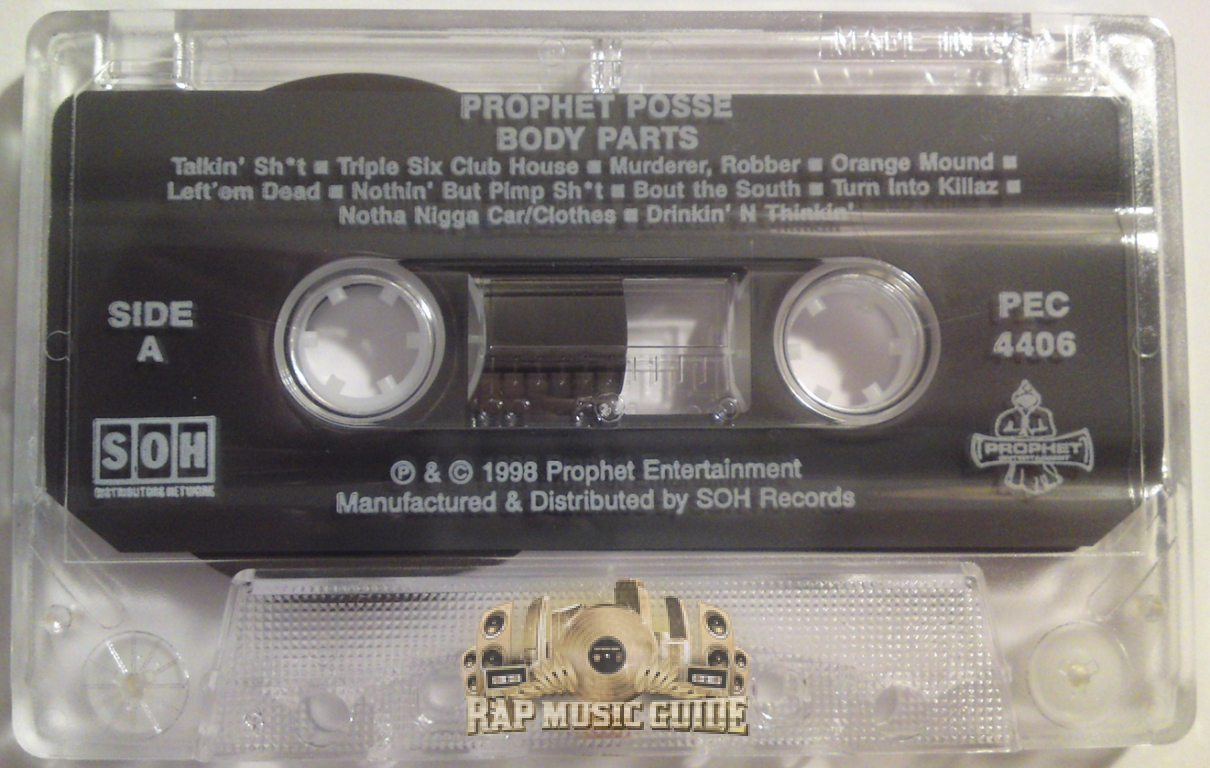 MADE IN U.S.A.
PROPHET POSSE
BODY PARTS
Talkin' Sh*t ■ Triple Six Club House ■ Murderer, Robber ■ Orange Mound ■
Left'em Dead ■ Nothin' But Pimp Sh*t ■ Bout the South ■ Turn Into Killaz ■
Notha Nigga Car/Clothes ■ Drinkin' N Thinkin'
SIDE
A
PEC
4406
SOH
DISTRIBUTORS NETWORK
PROPHET
ENTERTAINMENT
℗ & © 1998 Prophet Entertainment
Manufactured & Distributed by SOH Records
RAP MUSIC GUIDE